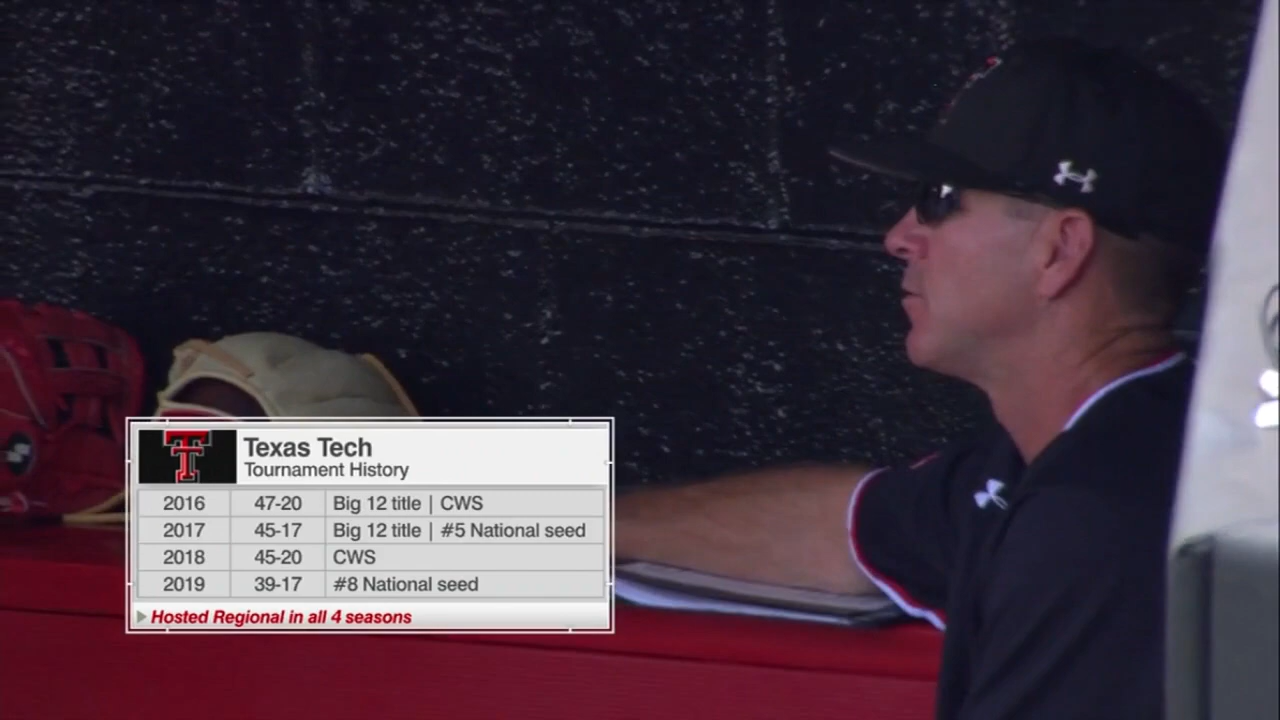 Texas Tech
Tournament History
2016 47-20 Big 12 title | CWS
2017 45-17 Big 12 title | #5 National seed
2018 45-20 CWS
2019 39-17 #8 National seed
Hosted Regional in all 4 seasons